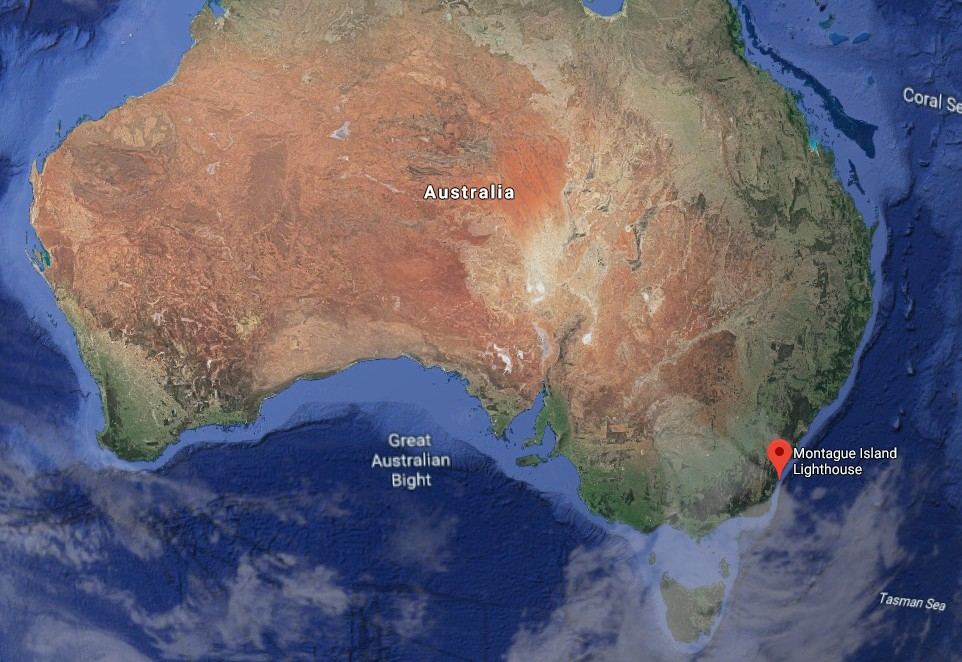 Coral Se
Australia
Great
Australian
Bight
Montague Island
Lighthouse
Tasman Sea